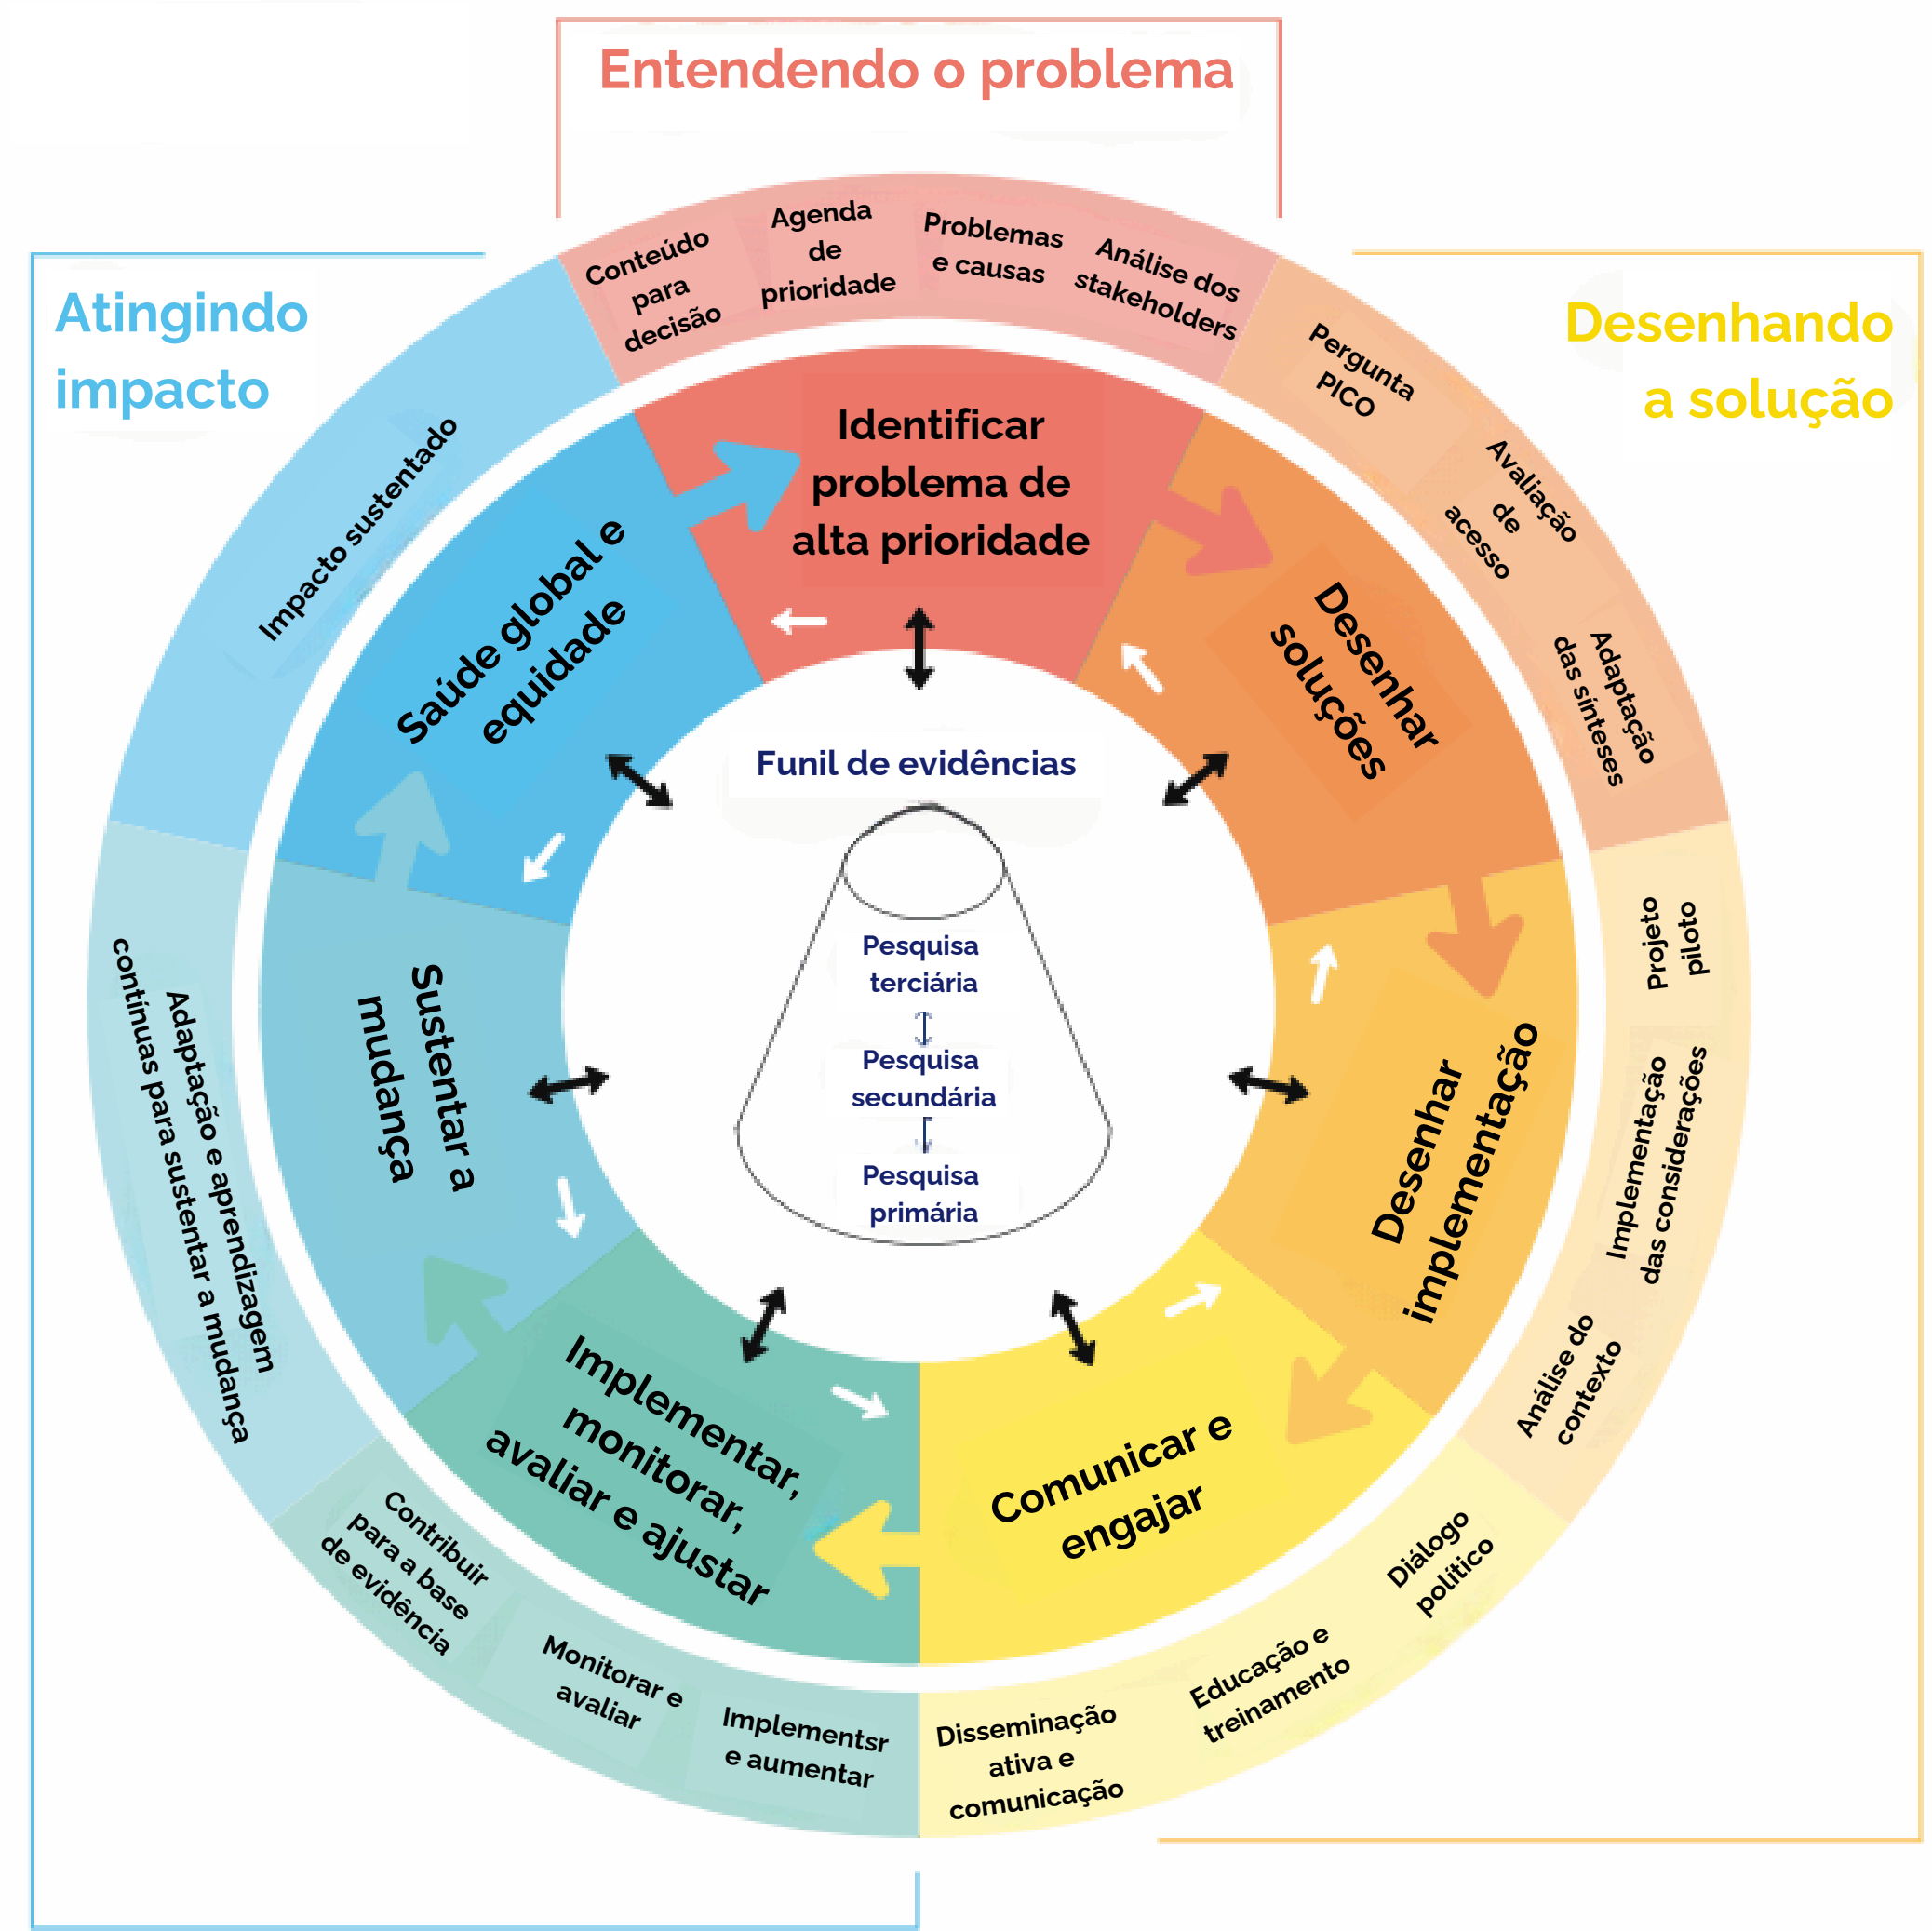 Entendendo o problema
Atingindo
impacto
Desenhando
a solução
Conteúdo
para
decisão
Agenda
de
prioridade
Problemas
e causas
Análise dos
stakeholders
Pergunta
PICO
Avaliação
de
acesso
Adaptação
das sínteses
Projeto
piloto
Implementação
das considerações
Análise do
contexto
Diálogo
político
Educação e
treinamento
Disseminação
ativa e
comunicação
Implementsr
e aumentar
Monitorar e
avaliar
Contribuir
para a base
de evidência
Adaptação e aprendizagem
contínuas para sustentar a mudança
Impacto sustentado
Identificar
problema de
alta prioridade
Desenhar
soluções
Desenhar
implementação
Comunicar e
engajar
Implementar,
monitorar,
avaliar e ajustar
Sustentar a
mudança
Saúde global e
equidade
Funil de evidências
Pesquisa
terciária
Pesquisa
secundária
Pesquisa
primária